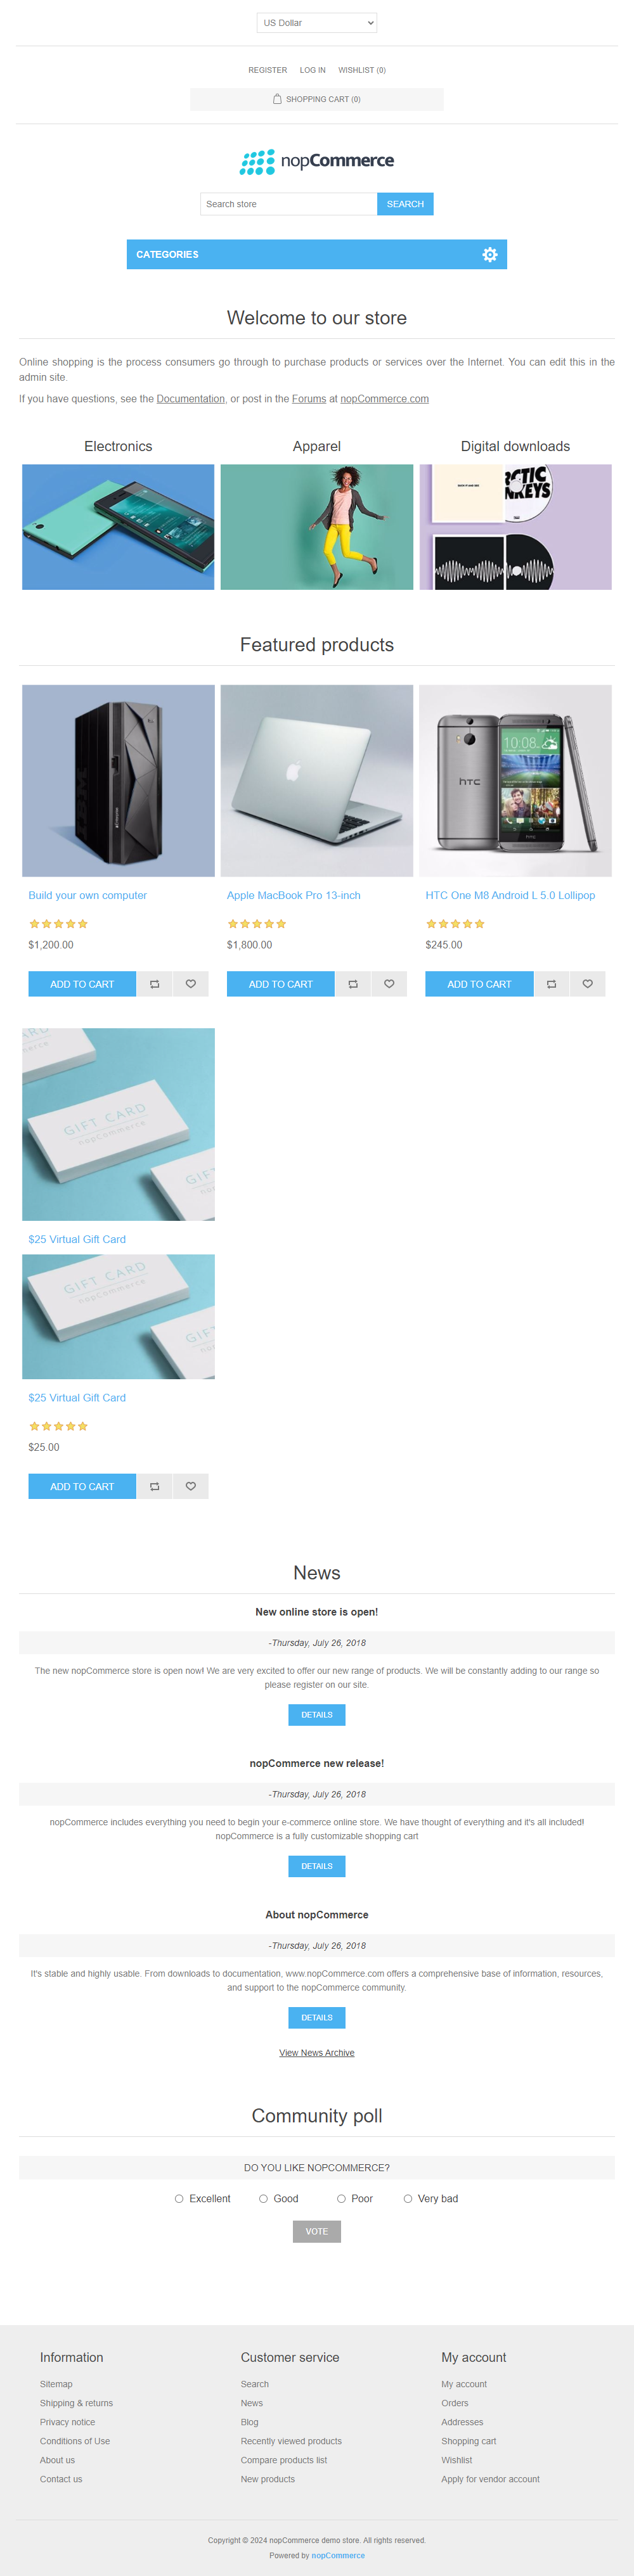 US Dollar
REGISTER LOG IN WISHLIST (0)
SHOPPING CART (0)
nopCommerce
Search store SEARCH
CATEGORIES
Welcome to our store
Online shopping is the process consumers go through to purchase products or services over the Internet. You can edit this in the
admin site.
If you have questions, see the Documentation, or post in the Forums at nopCommerce.com
Electronics Apparel Digital downloads
Featured products
10:08
htc
Build your own computer Apple MacBook Pro 13-inch HTC One M8 Android L 5.0 Lollipop
$1,200.00 $1,800.00 $245.00
ADD TO CART ADD TO CART ADD TO CART
GIFT CARD
nopCommerce
$25 Virtual Gift Card
GIFT CARD
nopCommerce
$25 Virtual Gift Card
$25.00
ADD TO CART
News
New online store is open!
-Thursday, July 26, 2018
The new nopCommerce store is open now! We are very excited to offer our new range of products. We will be constantly adding to our range so
please register on our site.
DETAILS
nopCommerce new release!
-Thursday, July 26, 2018
nopCommerce includes everything you need to begin your e-commerce online store. We have thought of everything and it's all included!
nopCommerce is a fully customizable shopping cart
DETAILS
About nopCommerce
-Thursday, July 26, 2018
It's stable and highly usable. From downloads to documentation, www.nopCommerce.com offers a comprehensive base of information, resources,
and support to the nopCommerce community.
DETAILS
View News Archive
Community poll
DO YOU LIKE NOPCOMMERCE?
Excellent Good Poor Very bad
VOTE
Information
Sitemap
Shipping & returns
Privacy notice
Conditions of Use
About us
Contact us
Customer service
Search
News
Blog
Recently viewed products
Compare products list
New products
My account
My account
Orders
Addresses
Shopping cart
Wishlist
Apply for vendor account
Copyright © 2024 nopCommerce demo store. All rights reserved.
Powered by nopCommerce